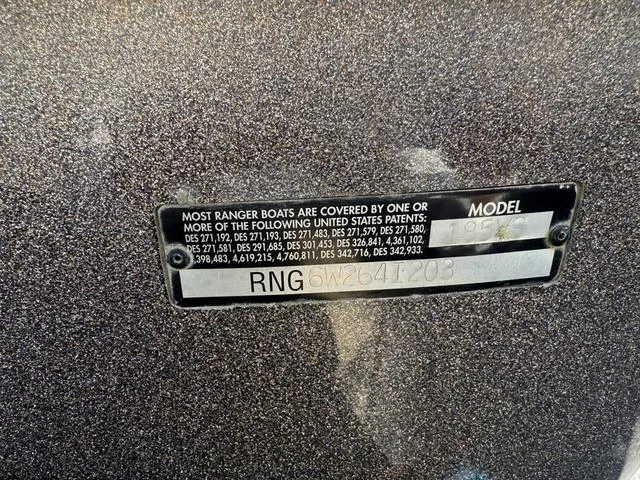 MOST RANGER BOATS ARE COVERED BY ONE OR
MORE OF THE FOLLOWING UNITED STATES PATENTS:
DES 271,192, DES 271,193, DES 271,483, DES 271,579, DES 271,580,
DES 271,581, DES 291,685, DES 301,453, DES 326,841, 4,361,102,
,398,483, 4,619,215, 4,760,811, DES 342,716, DES 342,933.
MODEL
RNG6W264I203